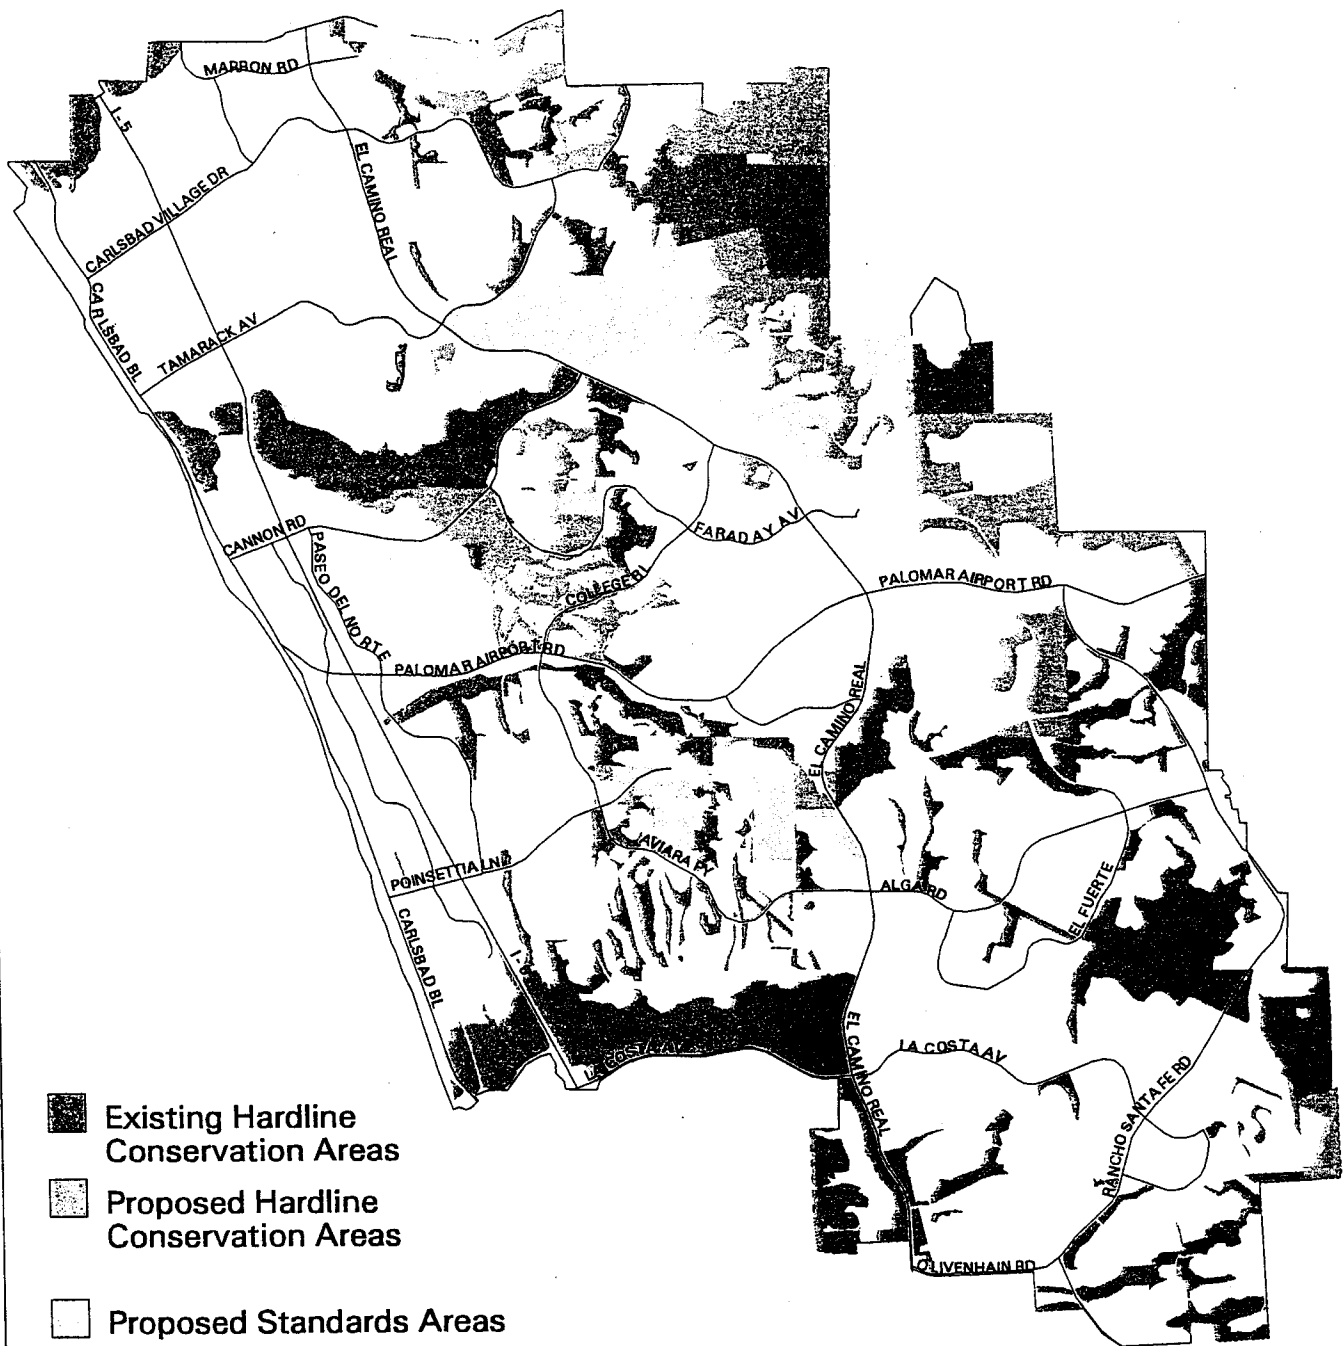 MARRON RD
I-5
EL CAMINO REAL
CARLSBAD VILLAGE DR
CARLSBAD BL
TAMARACK AV
CANNON RD
PASEO DEL NORTE
FARADAY AV
COLLEGE BL
PALOMAR AIRPORT RD
PALOMAR AIRPORT RD
EL CAMINO REAL
POINSETTIA LN
AVIARA PY
ALGA RD
EL FUERTE
CARLSBAD BL
I-5
LA COSTA AV
EL CAMINO REAL
LA COSTA AV
RANCHO SANTA FE RD
OLIVENHAIN RD
Existing Hardline
Conservation Areas
Proposed Hardline
Conservation Areas
Proposed Standards Areas